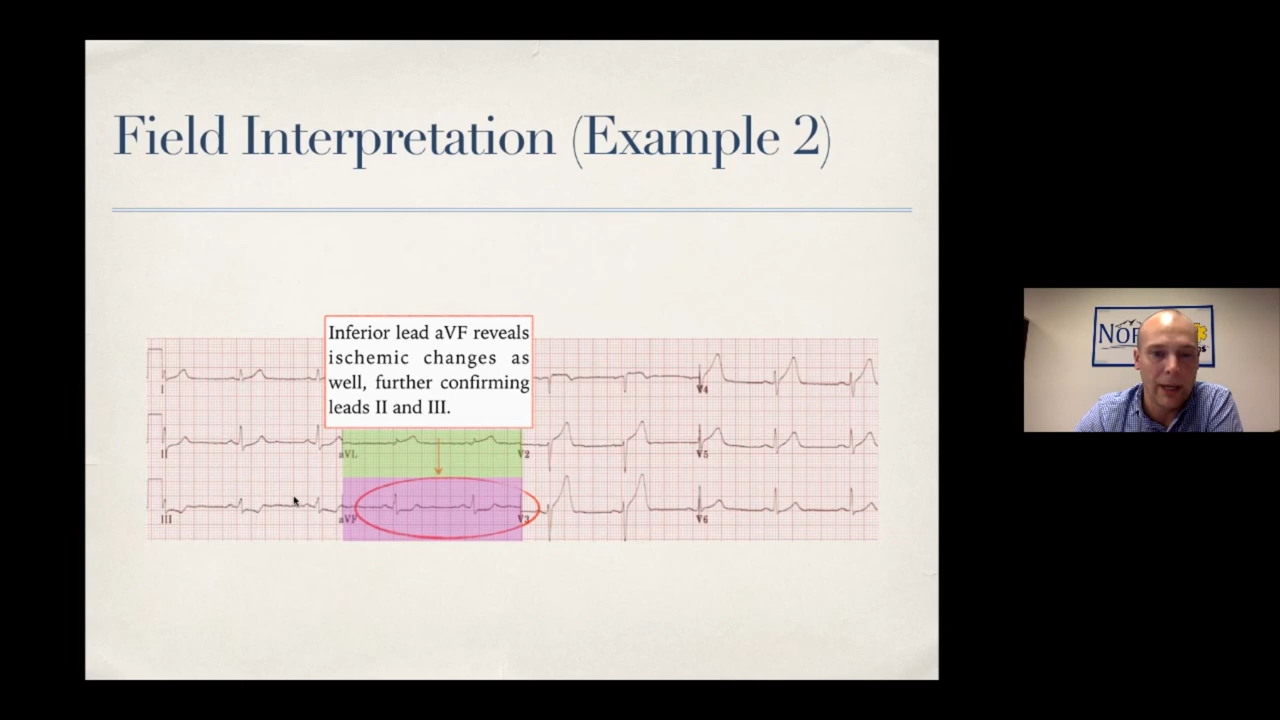 Field Interpretation (Example 2)
Inferior lead aVF reveals
ischemic changes as
well, further confirming
leads II and III.
I
V4
II
aVL
V2
V5
III
aVF
V3
V6